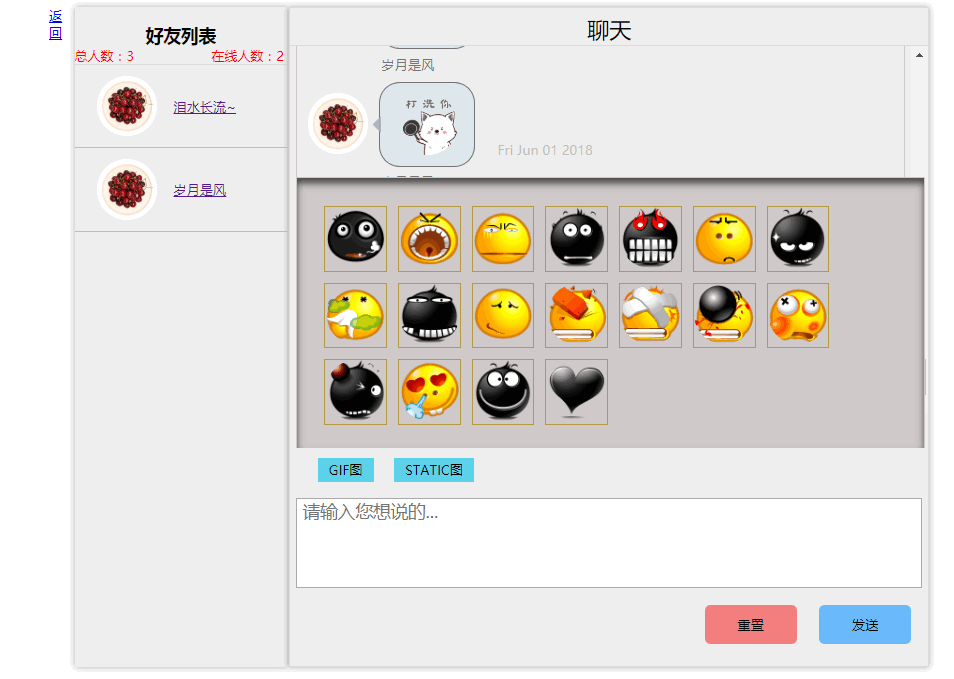 返
回
好友列表
总人数：3
在线人数：2
泪水长流~
岁月是风
聊天
岁月是风
打 洗 你
Fri Jun 01 2018
GIF图
STATIC图
请输入您想说的...
重置
发送